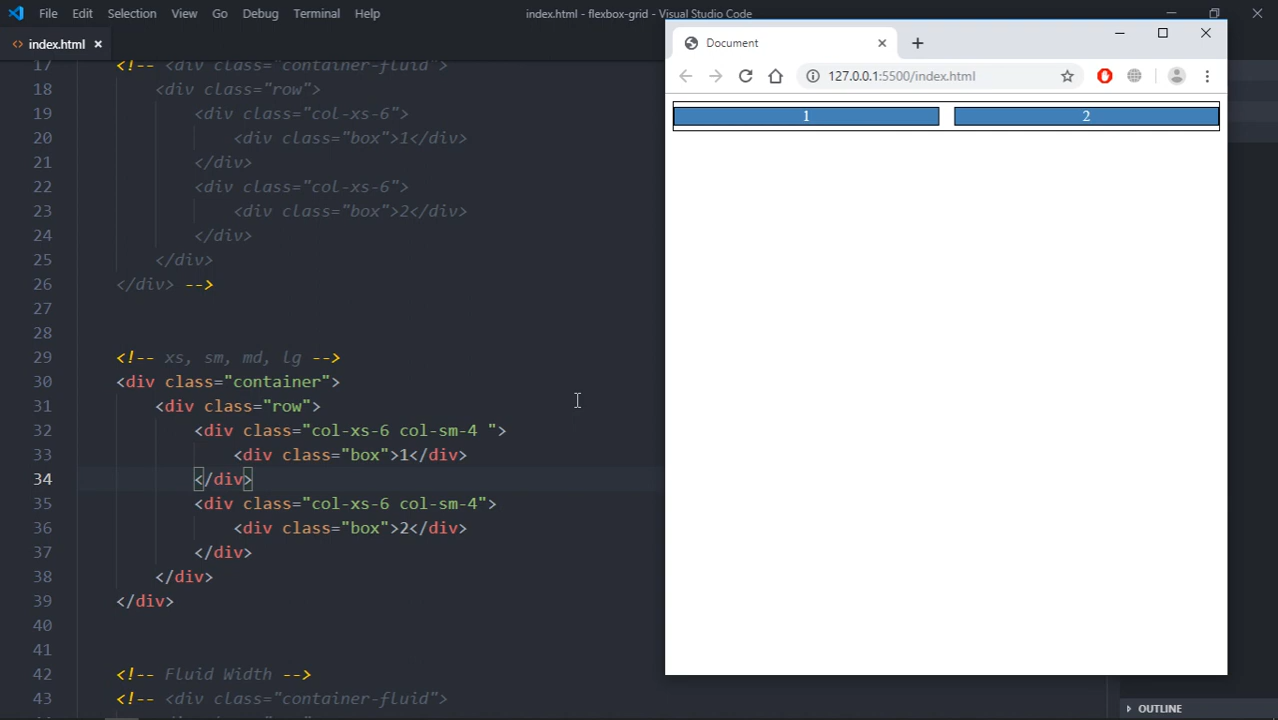 File Edit Selection View Go Debug Terminal Help
index.html - flexbox-grid - Visual Studio Code
<> index.html ×
17 <!-- <div class="container-fluid">
18 <div class="row">
19 <div class="col-xs-6">
20 <div class="box">1</div>
21 </div>
22 <div class="col-xs-6">
23 <div class="box">2</div>
24 </div>
25 </div>
26 </div> -->
27
28
29 <!-- xs, sm, md, lg -->
30 <div class="container">
31 <div class="row">
32 <div class="col-xs-6 col-sm-4 ">
33 <div class="box">1</div>
34 </div>
35 <div class="col-xs-6 col-sm-4">
36 <div class="box">2</div>
37 </div>
38 </div>
39 </div>
40
41
42 <!-- Fluid Width -->
43 <!-- <div class="container-fluid">
Document
127.0.0.1:5500/index.html
1 2
OUTLINE